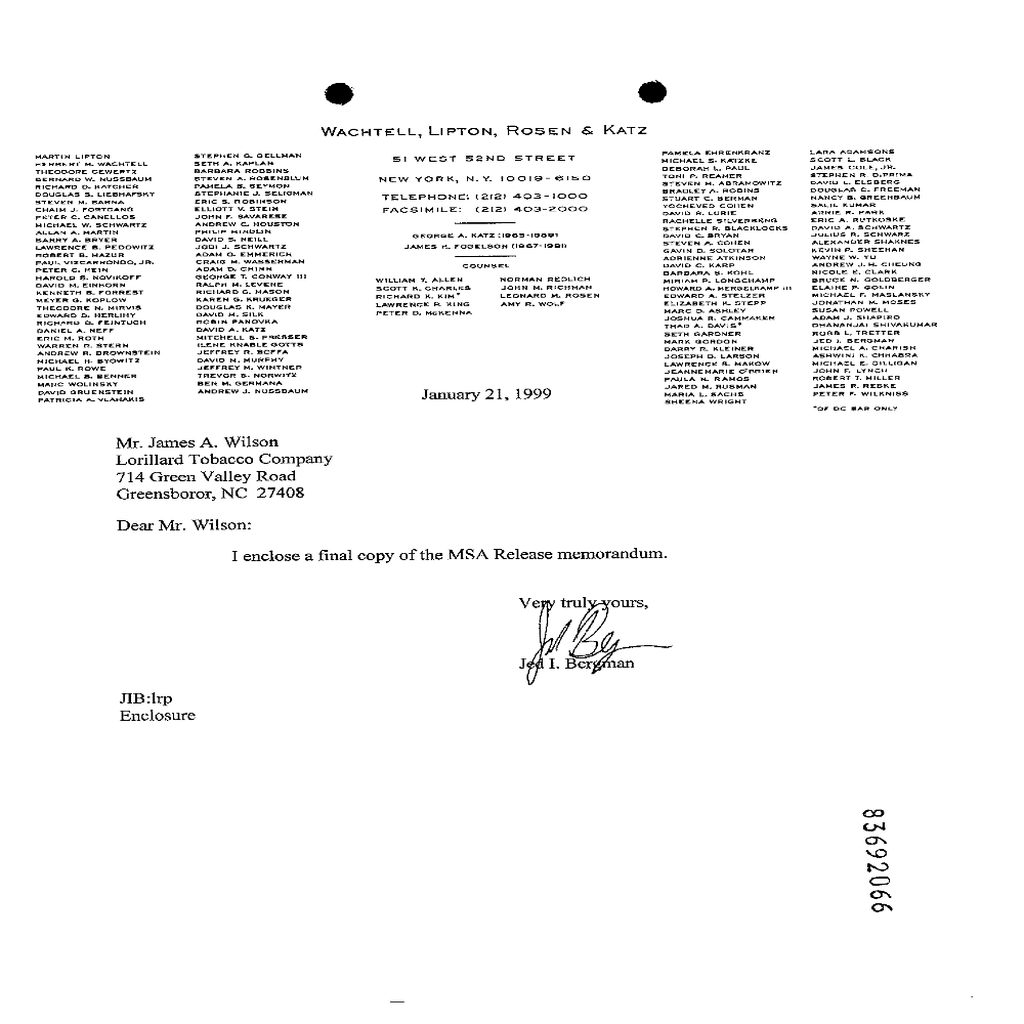 WACHTELL, LIPTON, ROSEN & KATZ
MARTIN LIPTON
HERBERT M. WACHTELL
THEODORE GEWERTZ
BERNARD W. NUSSBAUM
RICHARD D. KATCHER
DOUGLAS S. LIEBHAFSKY
STEVEN M. BARNA
CHAIM J. FORTGANG
PETER C. CANELLOS
MICHAEL W. SCHWARTZ
ALLAN A. MARTIN
BARRY A. BRYER
LAWRENCE B. PEDOWITZ
ROBERT B. MAZUR
PAUL VIZCARRONDO, JR.
PETER C. HEIN
HAROLD S. NOVIKOFF
DAVID M. EINHORN
KENNETH B. FORREST
MEYER G. KOPLOW
THEODORE N. MIRVIS
EDWARD D. HERLIHY
RICHARD G. FEINTUCH
DANIEL A. NEFF
ERIC M. ROTH
WARREN R. STERN
ANDREW R. BROWNSTEIN
MICHAEL H. BYOWITZ
PAUL K. ROWE
MICHAEL B. BENNER
MARC WOLINSKY
DAVID GRUENSTEIN
PATRICIA A. VLAHAKIS
STEPHEN G. GELLMAN
SETH A. KAPLAN
BARBARA ROBBINS
STEVEN A. ROSENBLUM
PAMELA S. SEYMON
STEPHANIE J. SELIGMAN
ERIC S. ROBINSON
ELLIOTT V. STEIN
JOHN F. SAVARESE
ANDREW C. HOUSTON
PHILIP MINDLIN
DAVID S. NEILL
JODI J. SCHWARTZ
ADAM O. EMMERICH
CRAIG M. WASSERMAN
ADAM D. CHINN
GEORGE T. CONWAY III
RALPH M. LEVENE
RICHARD G. MASON
KAREN G. KRUEGER
DOUGLAS K. MAYER
DAVID M. SILK
ROBIN PANOVKA
DAVID A. KATZ
MITCHELL S. PRESSER
ILENE KNABLE GOTTS
JEFFREY R. BOFFA
DAVID M. MURPHY
JEFFREY M. WINTNER
TREVOR S. NORWITZ
BEN M. GERMANA
ANDREW J. NUSSBAUM
51 WEST 52ND STREET
NEW YORK, N.Y. 10019-6150
TELEPHONE: (212) 403-1000
FACSIMILE: (212) 403-2000
GEORGE A. KATZ (1965-1989)
JAMES H. FOGELSON (1967-1991)
COUNSEL
WILLIAM T. ALLEN
SCOTT K. CHARLES
RICHARD K. KIM*
LAWRENCE R. KING
PETER D. McKENNA
NORMAN REDLICH
JOHN M. RICHMAN
LEONARD M. ROSEN
AMY R. WOLF
PAMELA EHRENKRANZ
MICHAEL S. KATZKE
DEBORAH L. PAUL
TONI P. REAHER
STEVEN M. ABRAMOWITZ
BRADLEY A. ROBINS
STUART C. BERMAN
YOCHEVED COHEN
DAVID R. LURIE
RACHELLE SILVERBERG
STEPHEN R. BLACKLOCKS
DAVID C. BRYAN
STEVEN A. COHEN
GAVIN D. SOLOTAR
ADRIENNE ATKINSON
DAVID C. KARP
BARBARA S. KOHL
MIRIAM P. LONGCHAMP
HOWARD A. MERGELKAMP III
EDWARD A. STELZER
ELIZABETH K. STEPP
MARC D. ASHLEY
JOSHUA R. CAMMAKER
THAD A. DAVIS*
SETH GARDNER
MARK GORDON
DARRY R. KLEINER
JOSEPH D. LARSON
LAWRENCE S. MAKOW
JEANNEMARIE O'BRIEN
PAULA N. RAMOS
JARED M. RUSMAN
MARIA L. SACHS
SHEENA WRIGHT
LARA ABAMSONS
SCOTT L. BLACK
JAMES COLE, JR.
STEPHEN R. DiPRIMA
DAVID L. ELSBERG
DOUGLAS C. FREEMAN
NANCY B. GREENBAUM
SALIL KUMAR
ANNIE R. PARK
ERIC A. RUTKOSKE
DAVID A. SCHWARTZ
JULIUS R. SCHWARZ
ALEXANDER SHAKNES
KEVIN P. SHEEHAN
WAYNE W. YU
ANDREW J. H. CHEUNG
NICOLE E. CLARK
BRUCE N. GOLDBERGER
ELAINE P. GOLIN
MICHAEL F. MASLANSKY
JONATHAN M. MOSES
SUSAN POWELL
ADAM J. SHAPIRO
DHANANJAI SHIVAKUMAR
ROSS L. TRETTER
JED I. BERGMAN
MICHAEL A. CHARISH
ASHWINI K. CHHABRA
MICHAEL E. GILLIGAN
JOHN F. LYNCH
ROBERT T. MILLER
JAMES R. REDKE
PETER F. WILKNISS
*OF DC BAR ONLY
January 21, 1999
Mr. James A. Wilson
Lorillard Tobacco Company
714 Green Valley Road
Greensboror, NC 27408
Dear Mr. Wilson:
I enclose a final copy of the MSA Release memorandum.
Very truly yours,
Jed I. Bergman
JIB:lrp
Enclosure
83692066